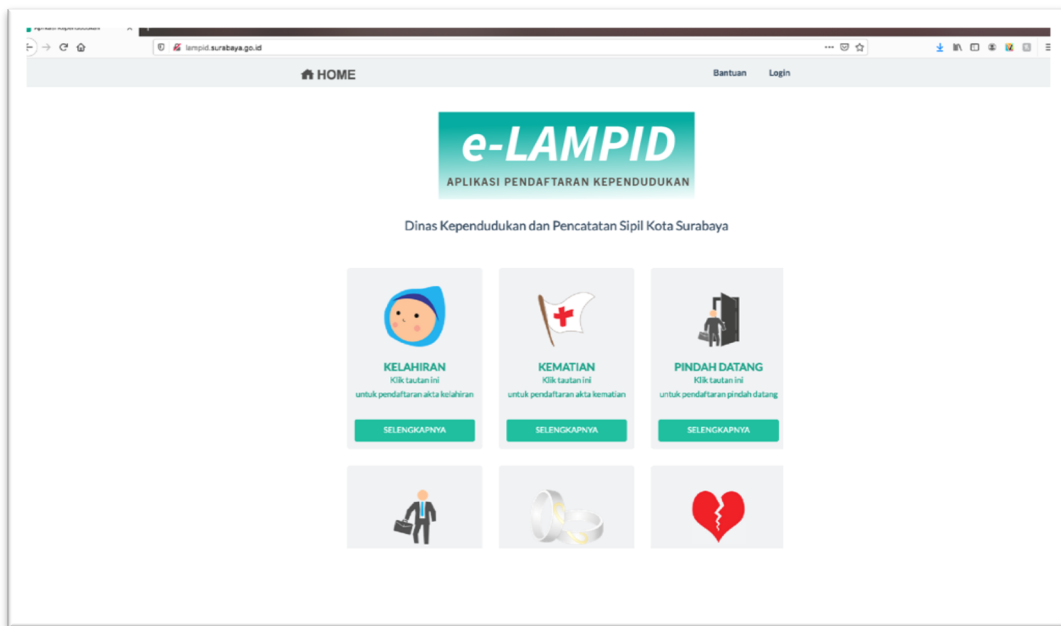 Aplikasi Kependudukan
lampid.surabaya.go.id
HOME
Bantuan
Login
e-LAMPID
APLIKASI PENDAFTARAN KEPENDUDUKAN
Dinas Kependudukan dan Pencatatan Sipil Kota Surabaya
KELAHIRAN
Klik tautan ini
untuk pendaftaran akta kelahiran
SELENGKAPNYA
KEMATIAN
Klik tautan ini
untuk pendaftaran akta kematian
SELENGKAPNYA
PINDAH DATANG
Klik tautan ini
untuk pendaftaran pindah datang
SELENGKAPNYA